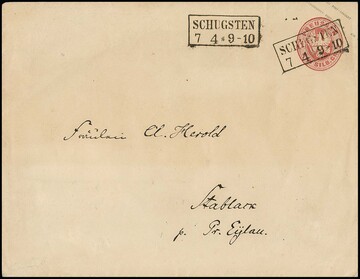 SCHUGSTEN
7 4 * 9-10
SCHUGSTEN
7 4 * 9-10
Fräulein A. Herold
Stablack
p. Pr. Eylau.